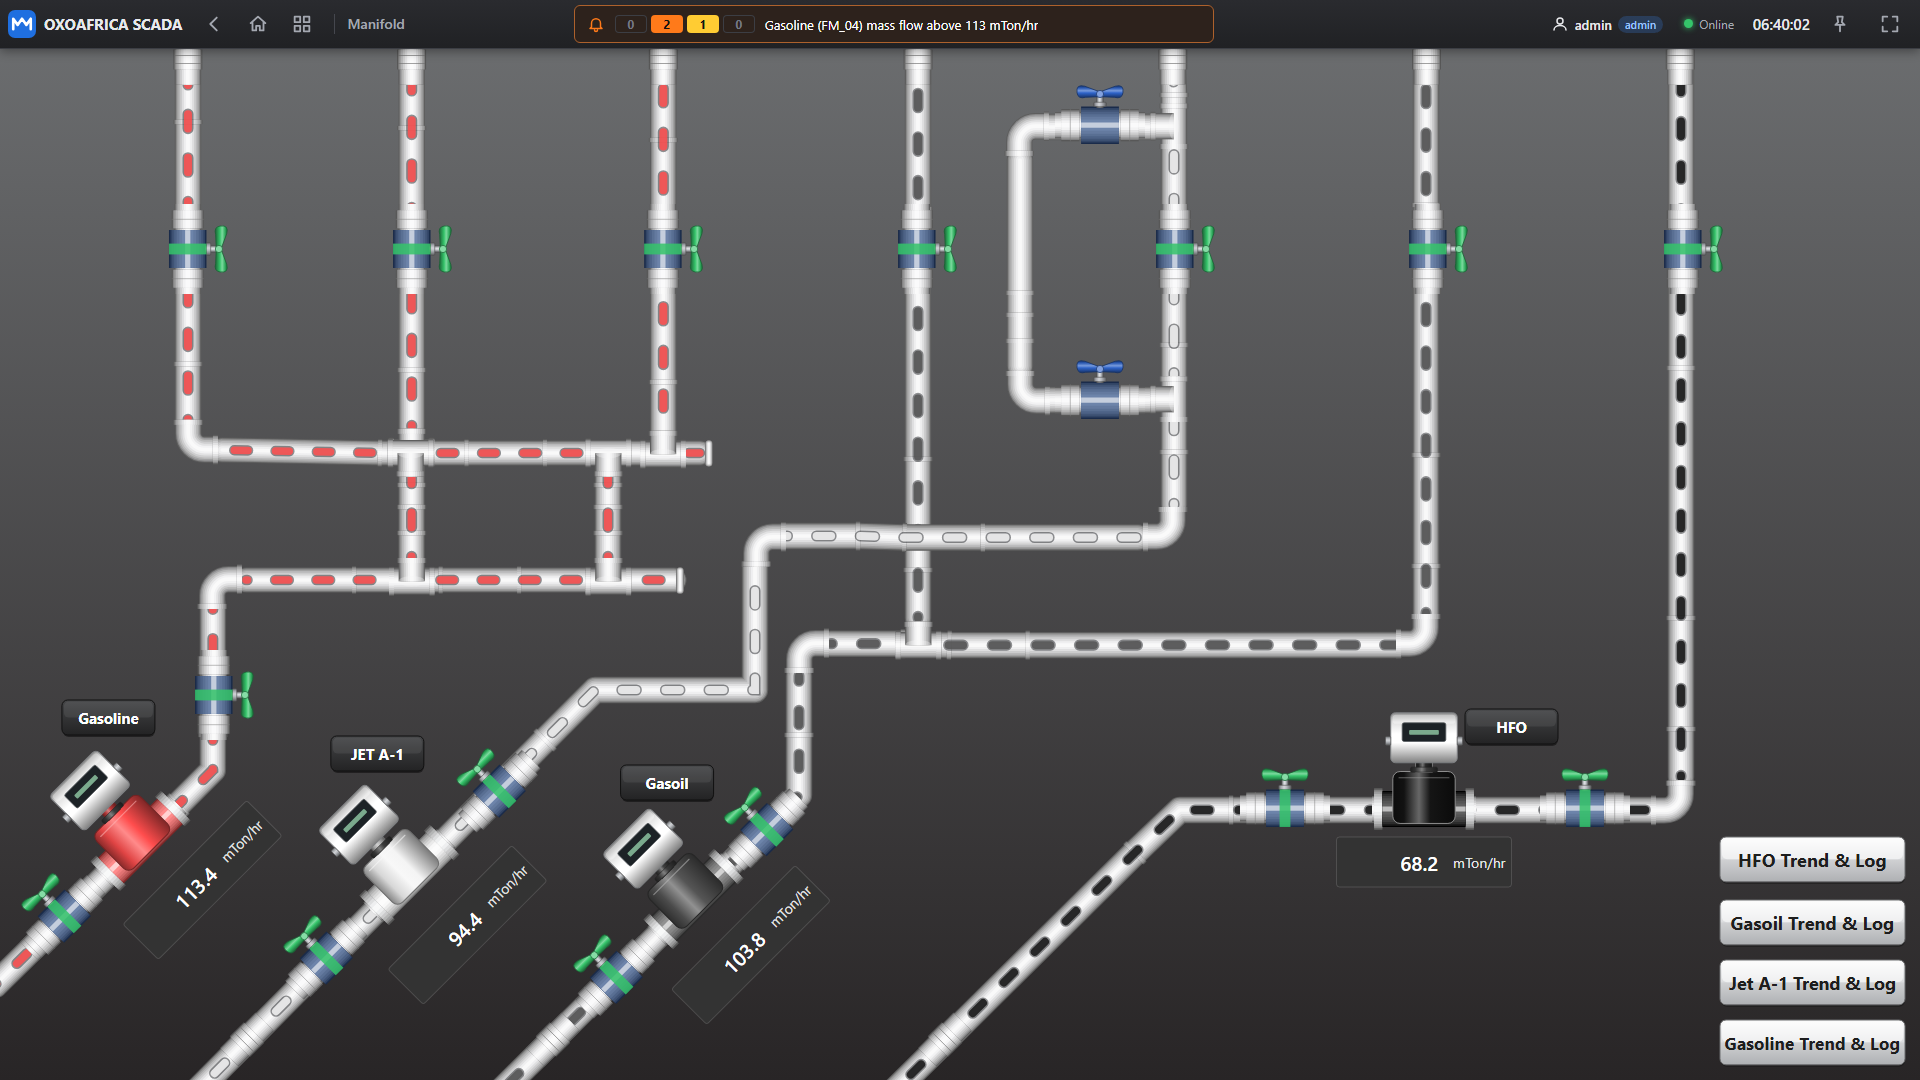 OXOAFRICA SCADA
Manifold
0 2 1 0 Gasoline (FM_04) mass flow above 113 mTon/hr
admin admin Online 06:40:02
Gasoline
JET A-1
Gasoil
HFO
113.4 mTon/hr
94.4 mTon/hr
103.8 mTon/hr
68.2 mTon/hr
HFO Trend & Log
Gasoil Trend & Log
Jet A-1 Trend & Log
Gasoline Trend & Log